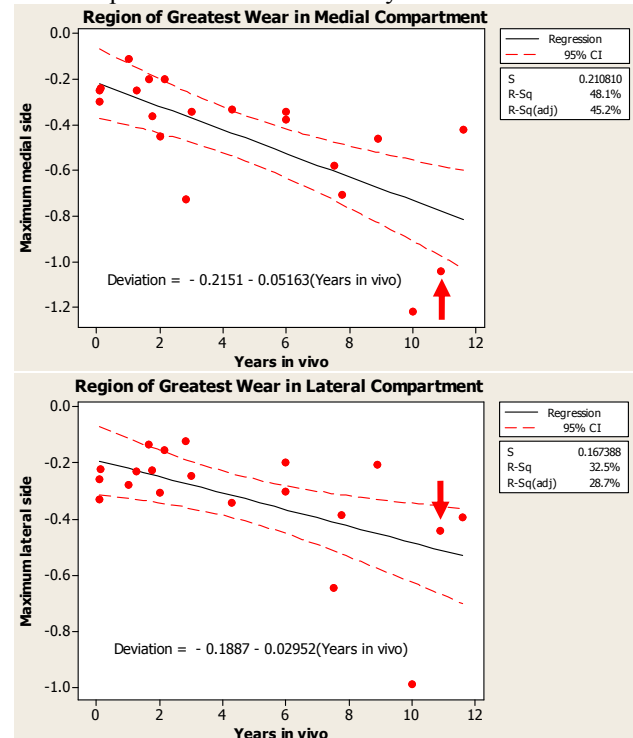 Region of Greatest Wear in Medial Compartment
0.0
-0.2
-0.4
-0.6
-0.8
-1.0
-1.2
Maximum medial side
0 2 4 6 8 10 12
Years in vivo
Deviation = - 0.2151 - 0.05163(Years in vivo)
Regression
95% CI
S 0.210810
R-Sq 48.1%
R-Sq(adj) 45.2%
Region of Greatest Wear in Lateral Compartment
0.0
-0.2
-0.4
-0.6
-0.8
-1.0
Maximum lateral side
0 2 4 6 8 10 12
Years in vivo
Deviation = - 0.1887 - 0.02952(Years in vivo)
Regression
95% CI
S 0.167388
R-Sq 32.5%
R-Sq(adj) 28.7%